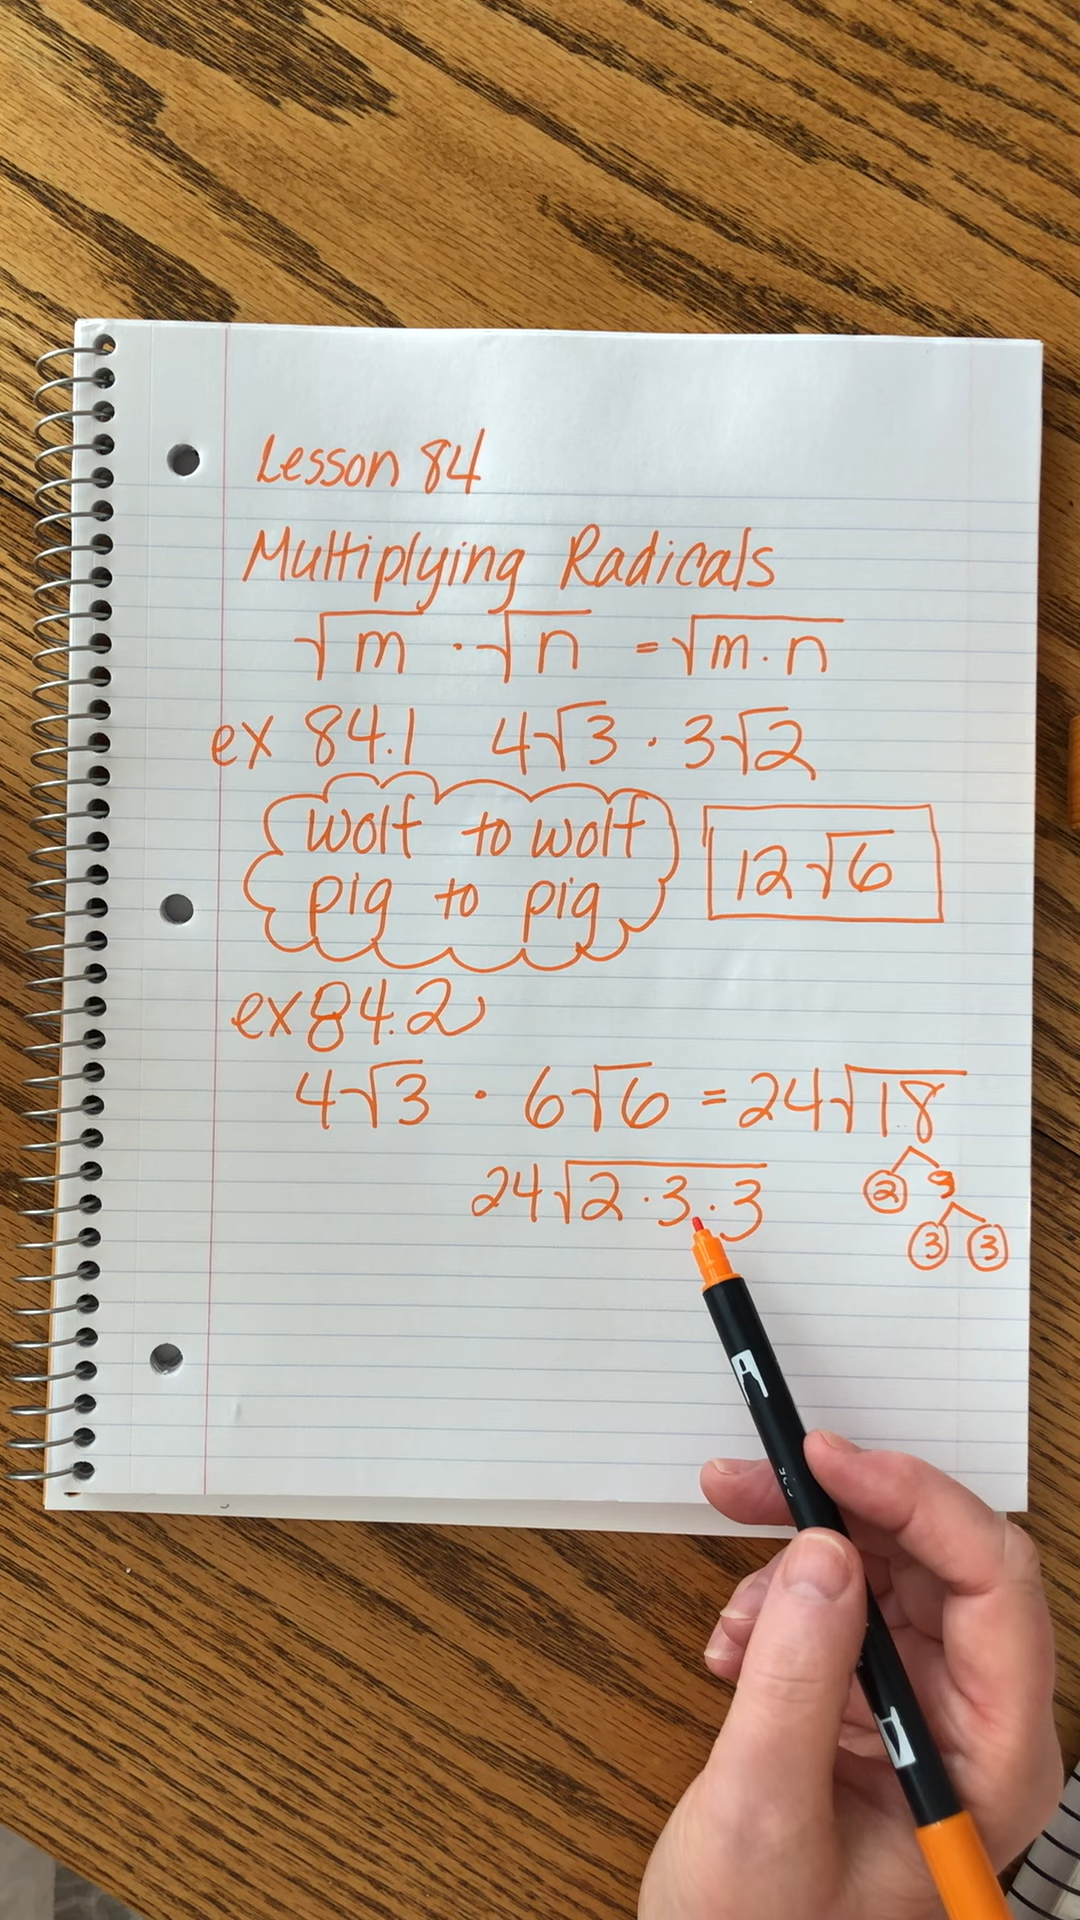 Lesson 84
Multiplying Radicals
√m · √n = √m·n
ex 84.1 4√3 · 3√2
wolf to wolf
pig to pig
12√6
ex 84.2
4√3 · 6√6 = 24√18
24√2·3·3
2 9
3 3